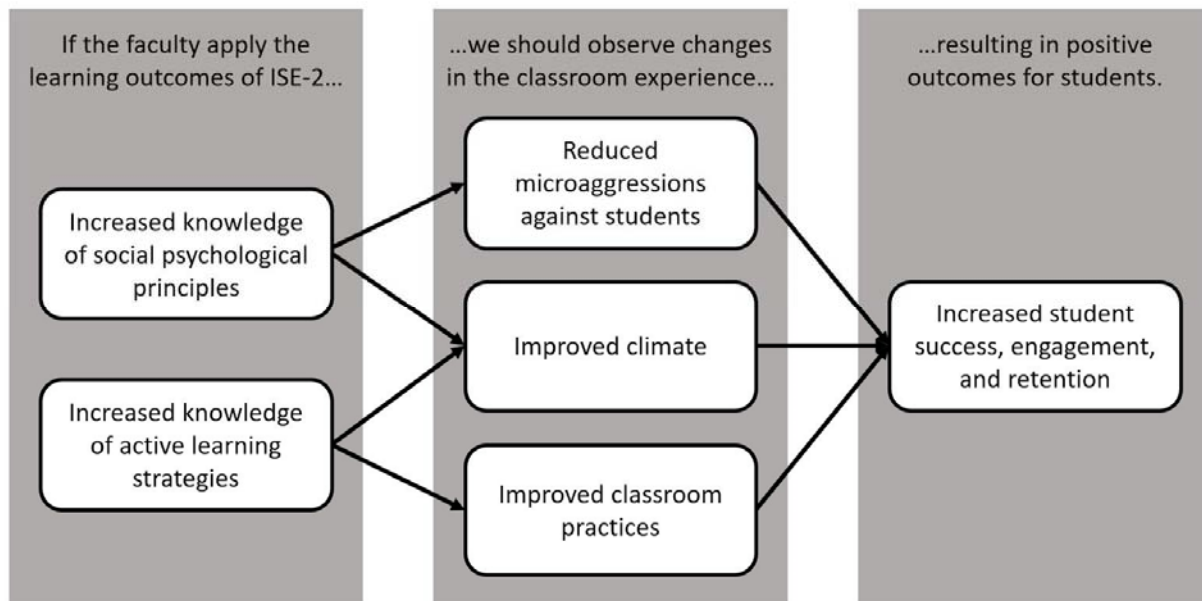 If the faculty apply the
learning outcomes of ISE-2...
Increased knowledge
of social psychological
principles
Increased knowledge
of active learning
strategies
...we should observe changes
in the classroom experience...
Reduced
microaggressions
against students
Improved climate
Improved classroom
practices
...resulting in positive
outcomes for students.
Increased student
success, engagement,
and retention